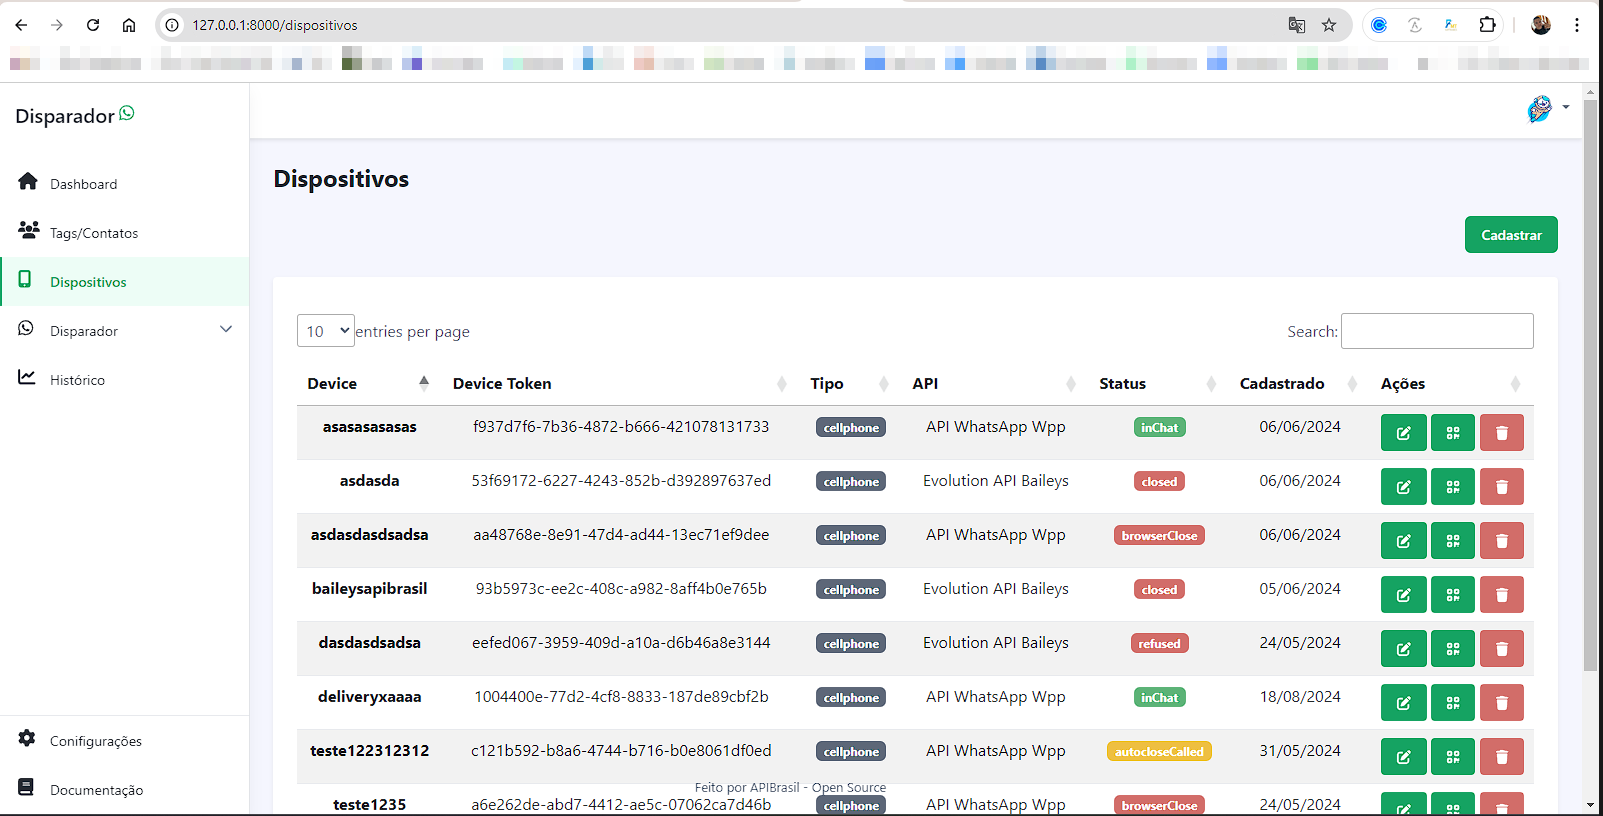 127.0.0.1:8000/dispositivos
Disparador
Dashboard
Tags/Contatos
Dispositivos
Disparador
Histórico
Configurações
Documentação
Dispositivos
Cadastrar
10 entries per page
Search:
Device Device Token Tipo API Status Cadastrado Ações
asasasasasas f937d7f6-7b36-4872-b666-421078131733 cellphone API WhatsApp Wpp inChat 06/06/2024
asdasda 53f69172-6227-4243-852b-d392897637ed cellphone Evolution API Baileys closed 06/06/2024
asdasdasdsadsa aa48768e-8e91-47d4-ad44-13ec71ef9dee cellphone API WhatsApp Wpp browserClose 06/06/2024
baileysapibrasil 93b5973c-ee2c-408c-a982-8aff4b0e765b cellphone Evolution API Baileys closed 05/06/2024
dasdasdsadsa eefed067-3959-409d-a10a-d6b46a8e3144 cellphone Evolution API Baileys refused 24/05/2024
deliveryxaaaa 1004400e-77d2-4cf8-8833-187de89cbf2b cellphone API WhatsApp Wpp inChat 18/08/2024
teste122312312 c121b592-b8a6-4744-b716-b0e8061df0ed cellphone API WhatsApp Wpp autocloseCalled 31/05/2024
Feito por APIBrasil - Open Source
teste1235 a6e262de-abd7-4412-ae5c-07062ca7d46b cellphone API WhatsApp Wpp browserClose 24/05/2024